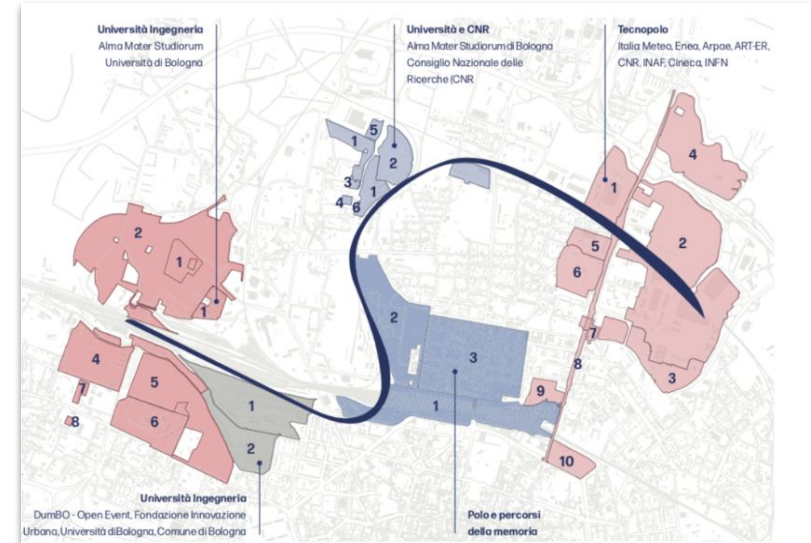 Università Ingegneria
Alma Mater Studiorum
Università di Bologna
Università e CNR
Alma Mater Studiorum di Bologna
Consiglio Nazionale delle
Ricerche (CNR
Tecnopolo
Italia Meteo, Enea, Arpae, ART-ER,
CNR, INAF, Cineca, INFN
5
1
2
3
1
4 6
4
1
2
5
6
7
8
3
9
10
2
1
1
4
5
7
6
8
2
3
1
1
2
Università Ingegneria
DumBO - Open Event, Fondazione Innovazione
Urbana, Università diBologna, Comune di Bologna
Polo e percorsi
della memoria